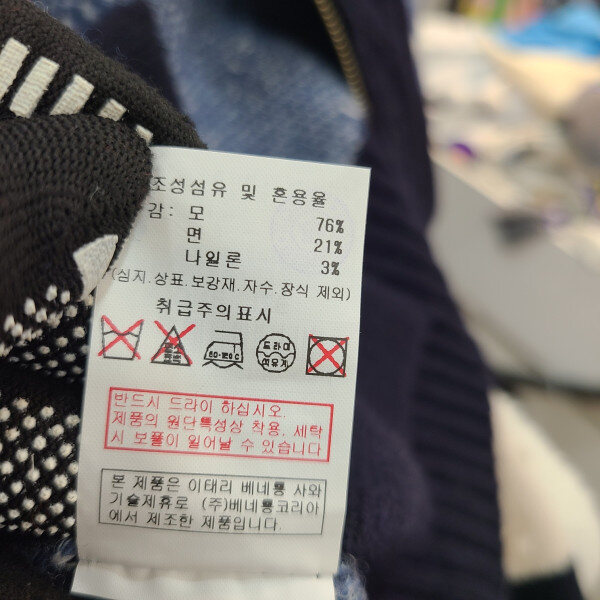 조성섬유 및 혼용율
감: 모 76%
면 21%
나일론 3%
(심지.상표.보강재.자수.장식 제외)
취급주의표시
80-120℃
드라이
석유계
반드시 드라이 하십시오.
제품의 원단특성상 착용, 세탁
시 보풀이 일어날 수 있습니다
본 제품은 이태리 베네통 사와
기술제휴로 (주)베네통코리아
에서 제조한 제품입니다.